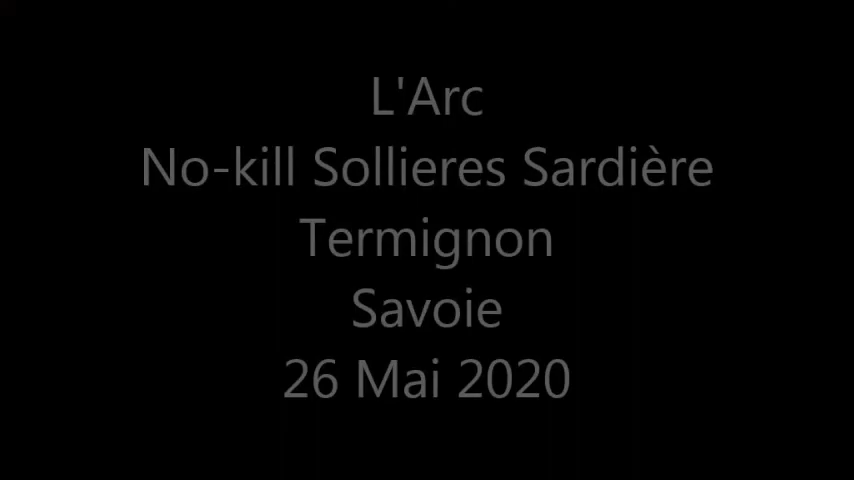 L'Arc
No-kill Sollieres Sardière
Termignon
Savoie
26 Mai 2020